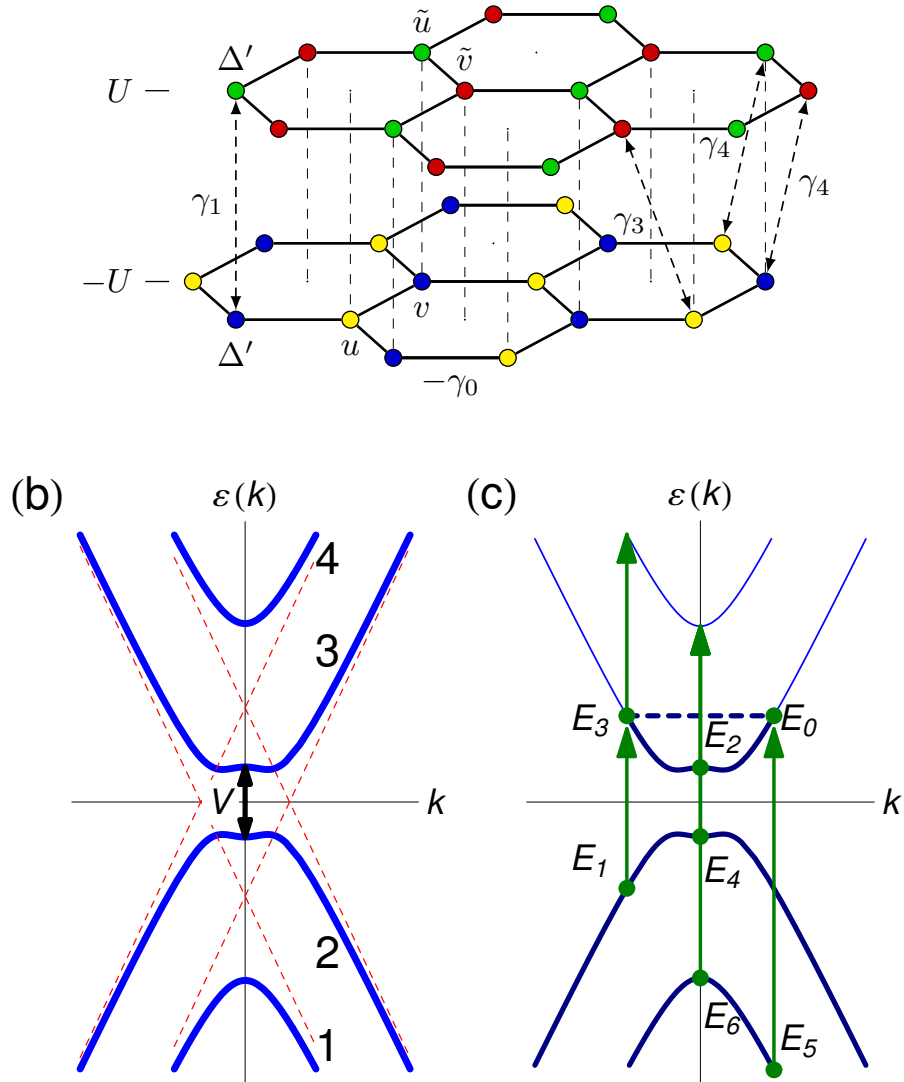 ũ
Δ′
ṽ
U –
γ₄
γ₁
γ₄
γ₃
-U –
v
Δ′
u
-γ₀
(b)
ε(k)
(c)
ε(k)
4
3
E₃
E₂
E₀
V
k
k
E₁
E₄
2
E₆
E₅
1